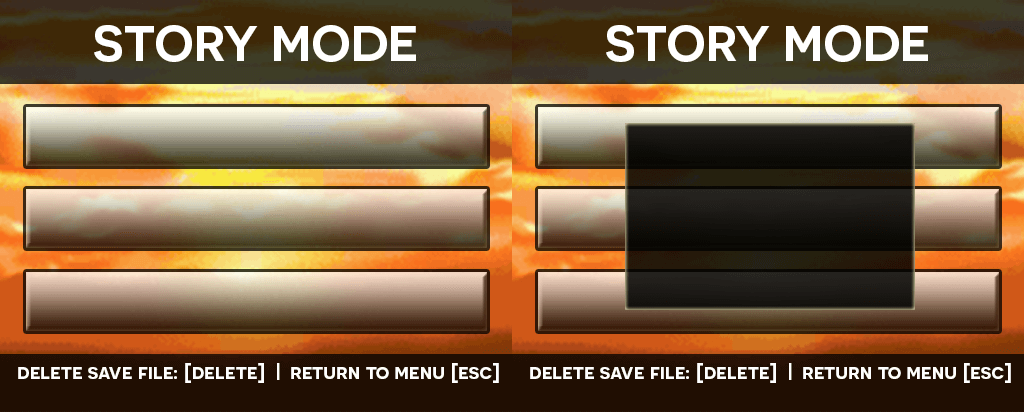 STORY MODE
STORY MODE
DELETE SAVE FILE: [DELETE] | RETURN TO MENU [ESC]
DELETE SAVE FILE: [DELETE] | RETURN TO MENU [ESC]